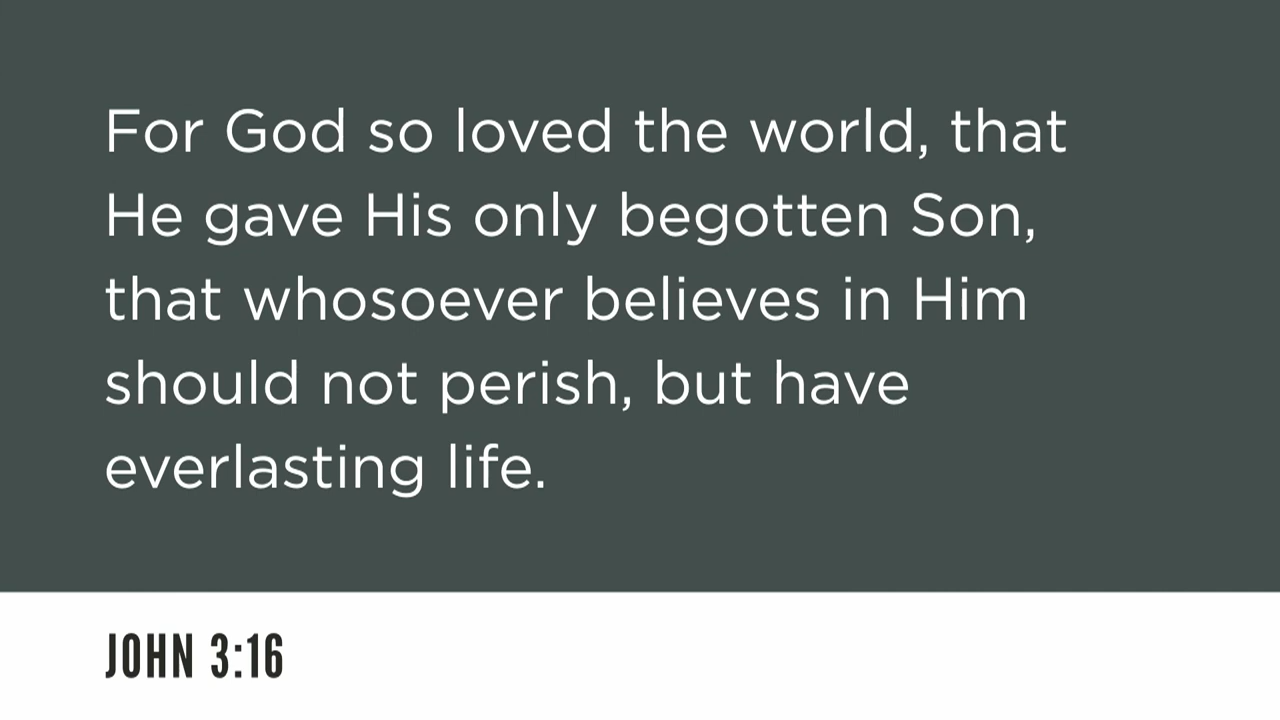 For God so loved the world, that
He gave His only begotten Son,
that whosoever believes in Him
should not perish, but have
everlasting life.
JOHN 3:16